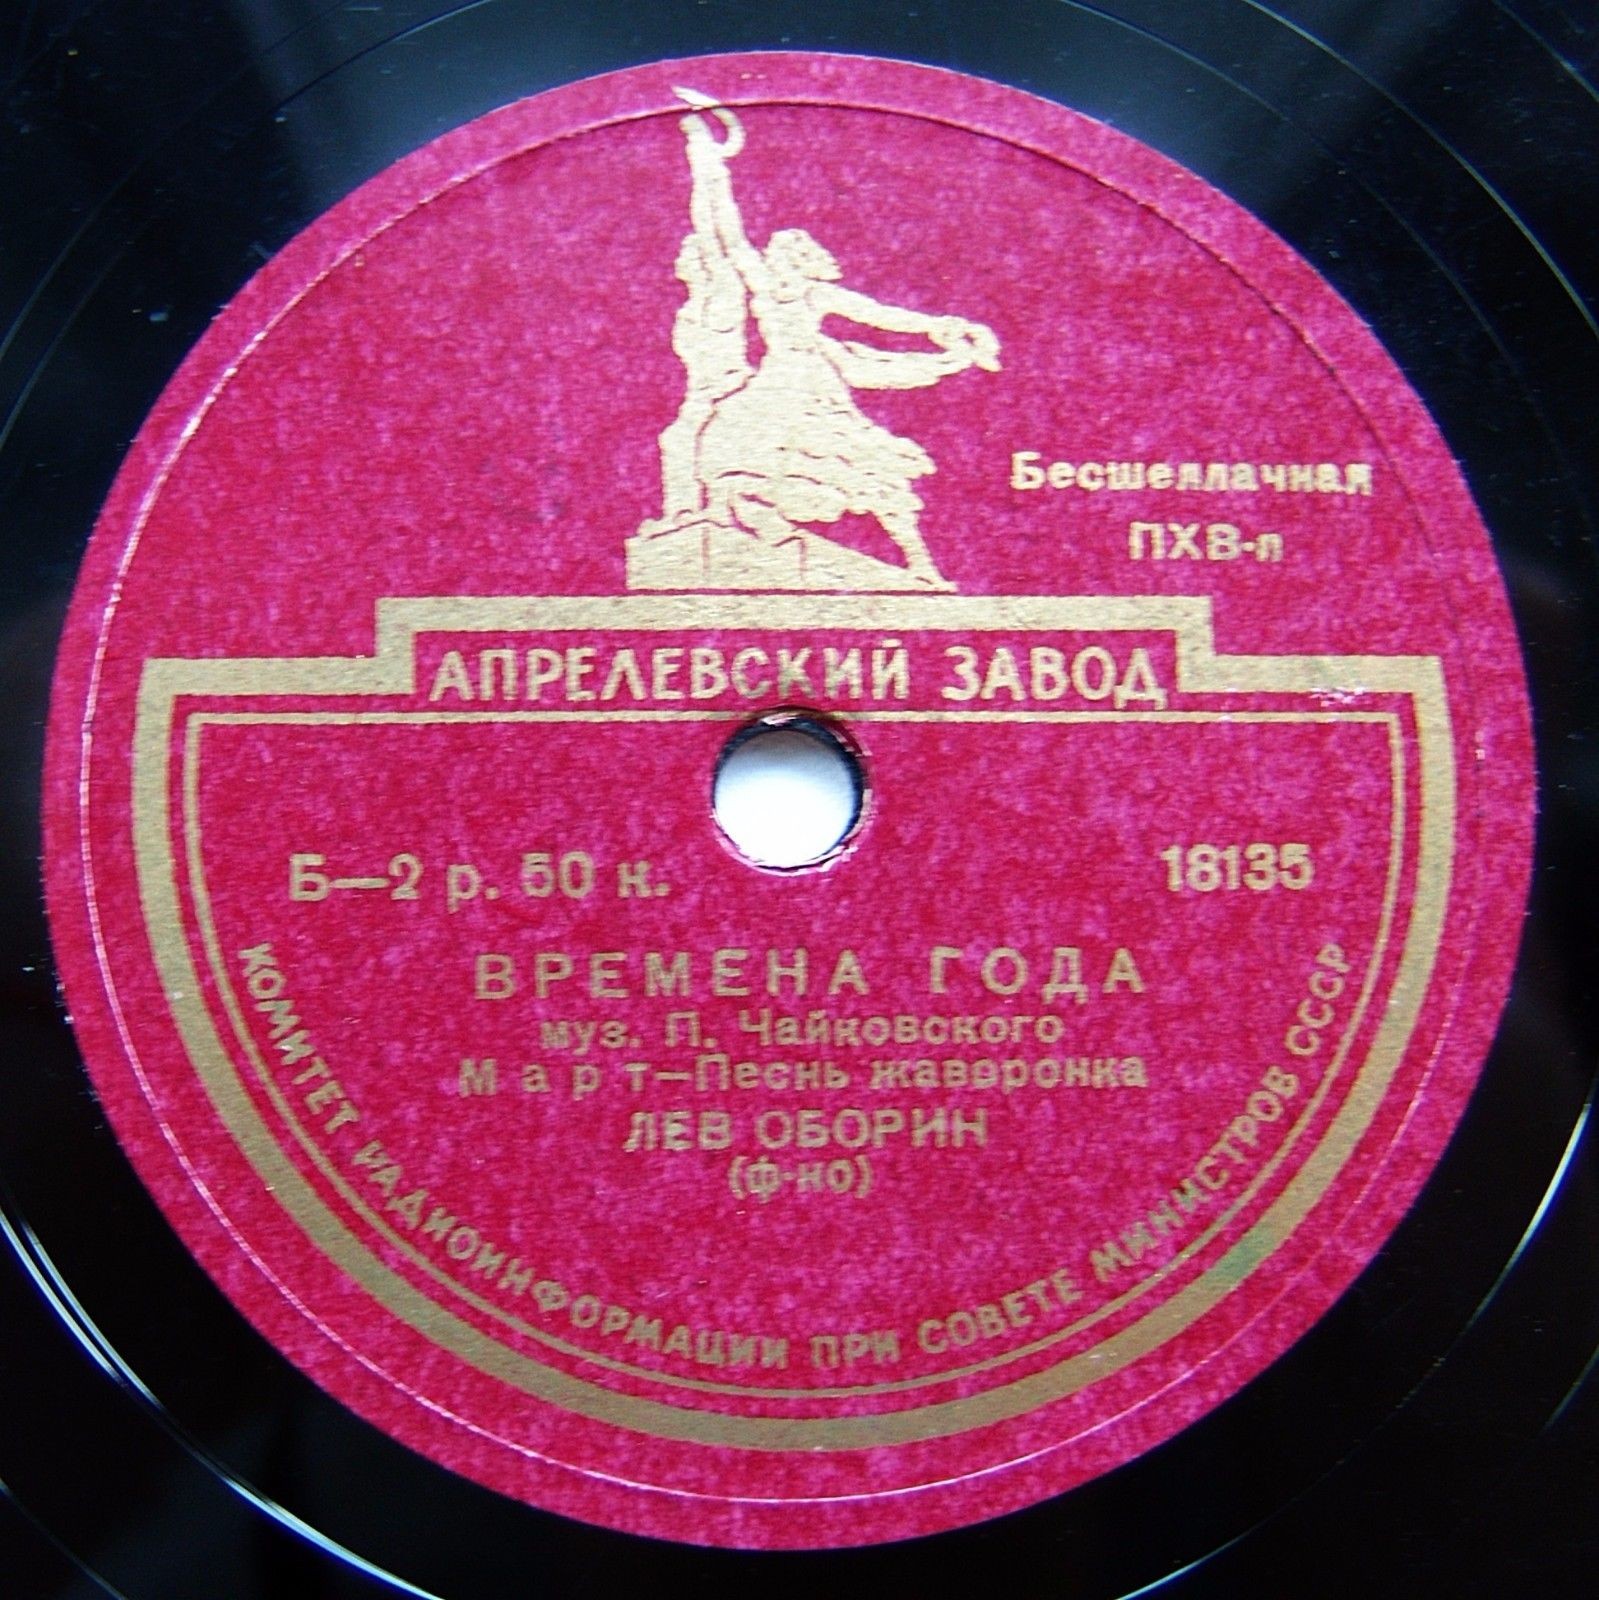 Бесшеллачная
ПХВ-п
АПРЕЛЕВСКИЙ ЗАВОД
Б—2 р. 50 к.
18135
ВРЕМЕНА ГОДА
муз. П. Чайковского
Март—Песнь жаворонка
ЛЕВ ОБОРИН
(ф-но)
КОМИТЕТ РАДИОИНФОРМАЦИИ ПРИ СОВЕТЕ МИНИСТРОВ СССР